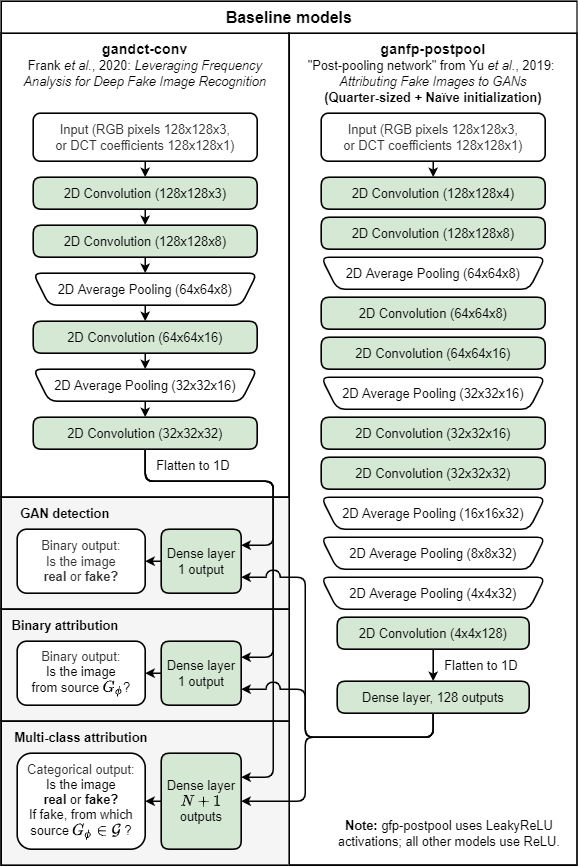 Baseline models
gandct-conv
Frank et al., 2020: Leveraging Frequency
Analysis for Deep Fake Image Recognition
Input (RGB pixels 128x128x3,
or DCT coefficients 128x128x1)
2D Convolution (128x128x3)
2D Convolution (128x128x8)
2D Average Pooling (64x64x8)
2D Convolution (64x64x16)
2D Average Pooling (32x32x16)
2D Convolution (32x32x32)
Flatten to 1D
ganfp-postpool
"Post-pooling network" from Yu et al., 2019:
Attributing Fake Images to GANs
(Quarter-sized + Naïve initialization)
Input (RGB pixels 128x128x3,
or DCT coefficients 128x128x1)
2D Convolution (128x128x4)
2D Convolution (128x128x8)
2D Average Pooling (64x64x8)
2D Convolution (64x64x8)
2D Convolution (64x64x16)
2D Average Pooling (32x32x16)
2D Convolution (32x32x16)
2D Convolution (32x32x32)
2D Average Pooling (16x16x32)
2D Average Pooling (8x8x32)
2D Average Pooling (4x4x32)
2D Convolution (4x4x128)
Flatten to 1D
Dense layer, 128 outputs
GAN detection
Binary output:
Is the image
real or fake?
Dense layer
1 output
Binary attribution
Binary output:
Is the image
from source G_ϕ?
Dense layer
1 output
Multi-class attribution
Categorical output:
Is the image
real or fake?
If fake, from which
source G_ϕ ∈ 𝒢 ?
Dense layer
N + 1
outputs
Note: gfp-postpool uses LeakyReLU
activations; all other models use ReLU.